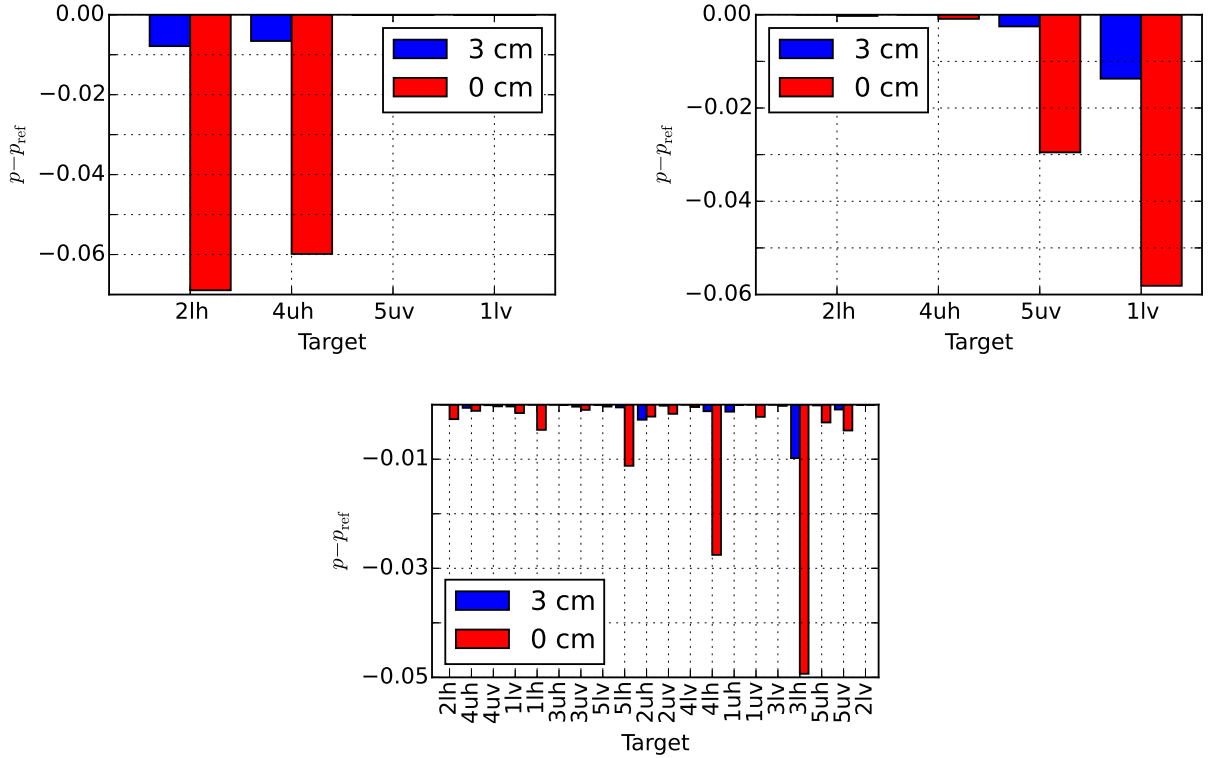 0.00
−0.02
−0.04
−0.06
p−p_ref
3 cm
0 cm
2lh 4uh 5uv 1lv
Target
0.00
−0.02
−0.04
−0.06
p−p_ref
3 cm
0 cm
2lh 4uh 5uv 1lv
Target
−0.01
−0.03
−0.05
p−p_ref
3 cm
0 cm
2lh 4uh 4uv 1lv 1lh 3uh 3uv 5lv 5lh 2uh 2uv 4lv 4lh 1uh 1uv 3lv 3lh 5uh 5uv 2lv
Target